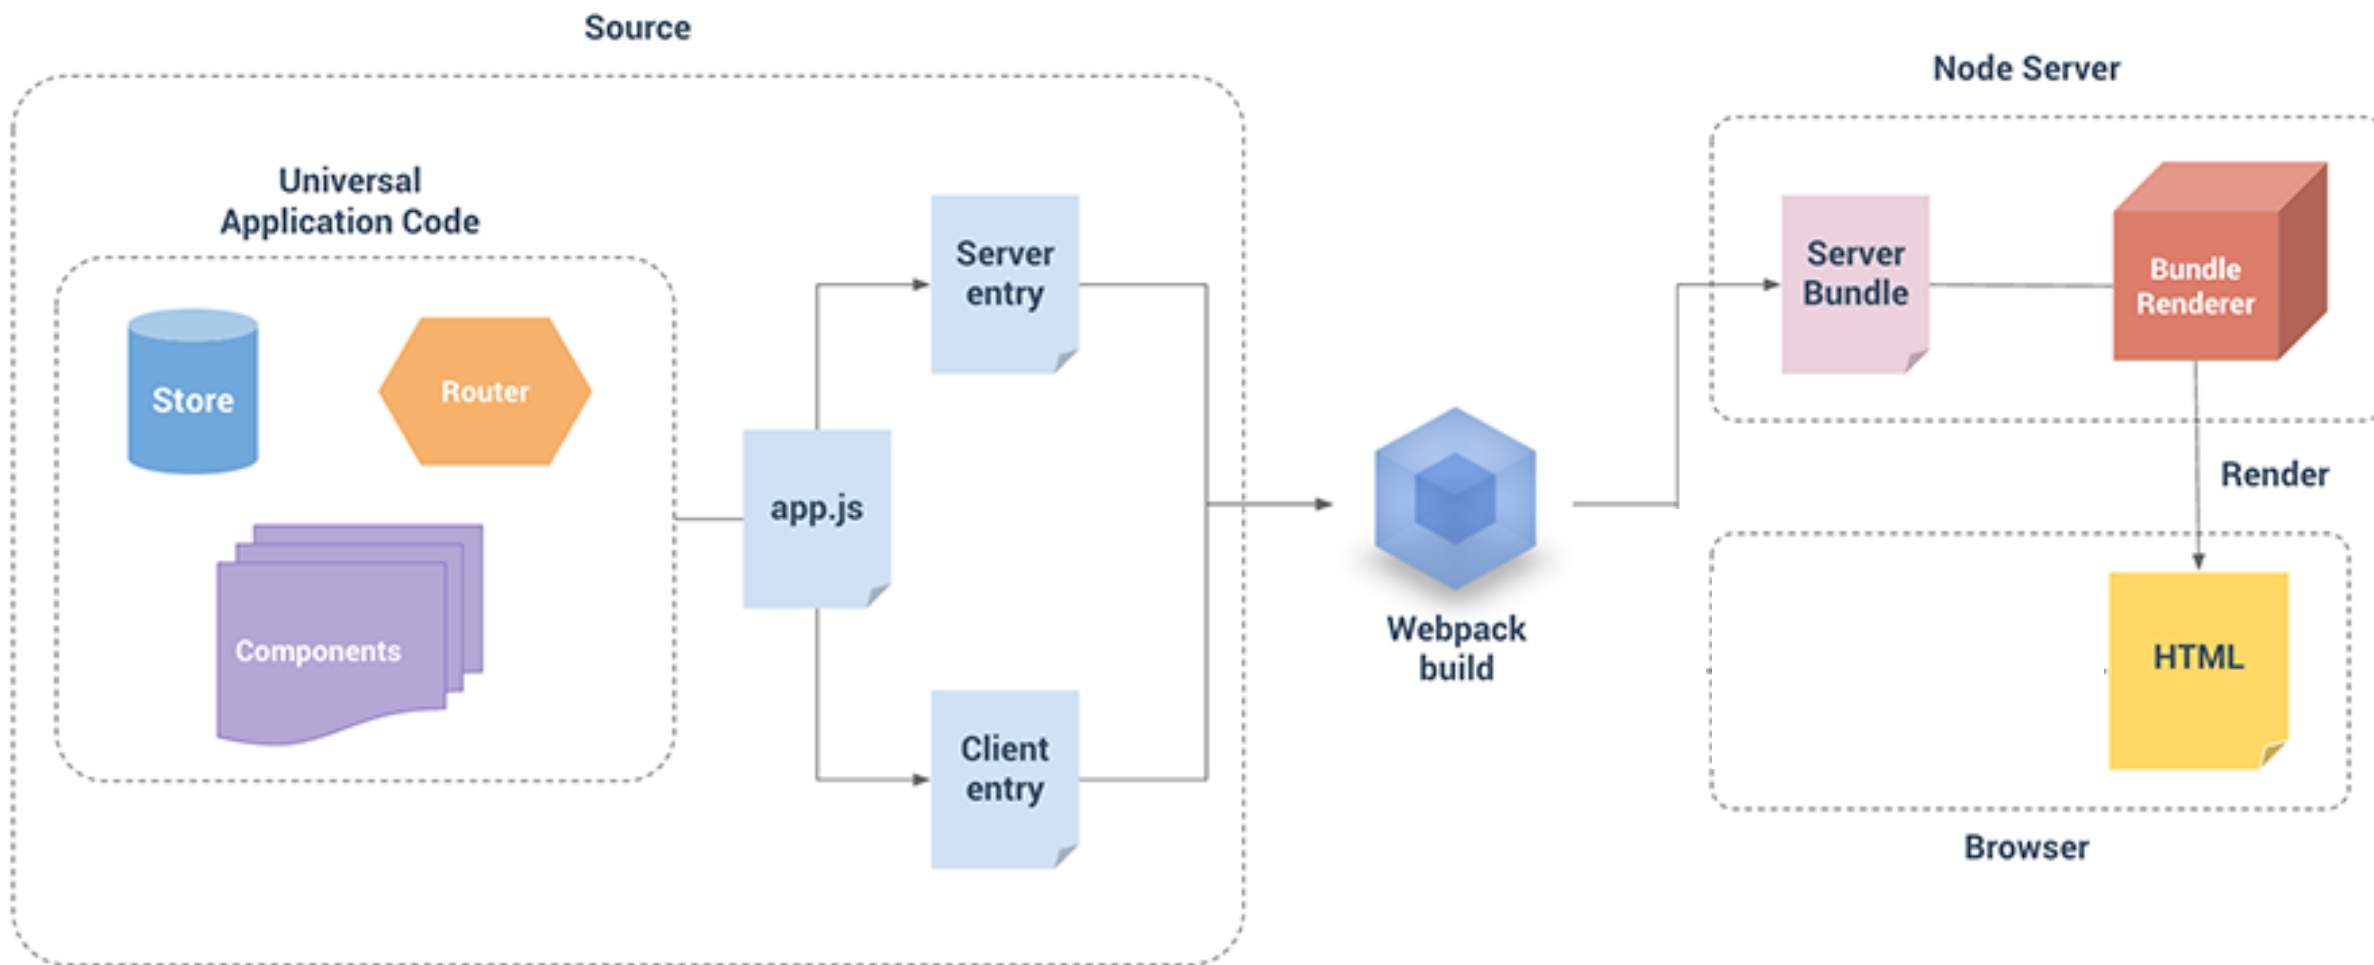 Source
Node Server
Universal
Application Code
Store
Router
Components
app.js
Server
entry
Client
entry
Webpack
build
Server
Bundle
Bundle
Renderer
Render
HTML
Browser